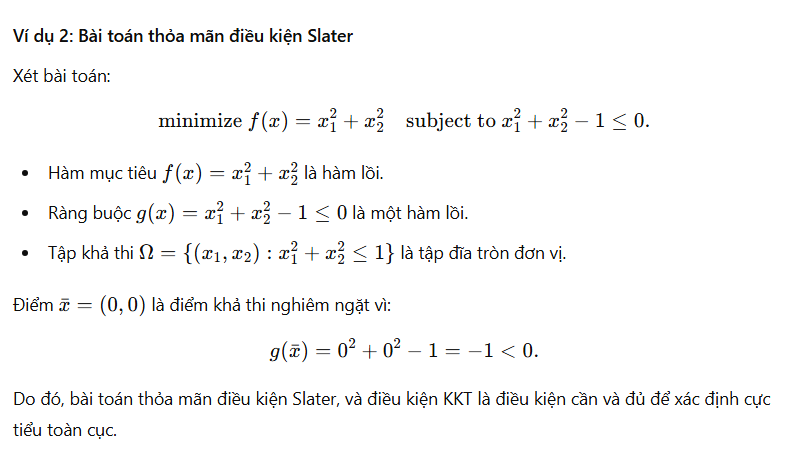 Ví dụ 2: Bài toán thỏa mãn điều kiện Slater
Xét bài toán:
minimize f(x) = x₁² + x₂² subject to x₁² + x₂² − 1 ≤ 0.
• Hàm mục tiêu f(x) = x₁² + x₂² là hàm lồi.
• Ràng buộc g(x) = x₁² + x₂² − 1 ≤ 0 là một hàm lồi.
• Tập khả thi Ω = {(x₁, x₂) : x₁² + x₂² ≤ 1} là tập đĩa tròn đơn vị.
Điểm x̄ = (0, 0) là điểm khả thi nghiêm ngặt vì:
g(x̄) = 0² + 0² − 1 = −1 < 0.
Do đó, bài toán thỏa mãn điều kiện Slater, và điều kiện KKT là điều kiện cần và đủ để xác định cực
tiểu toàn cục.